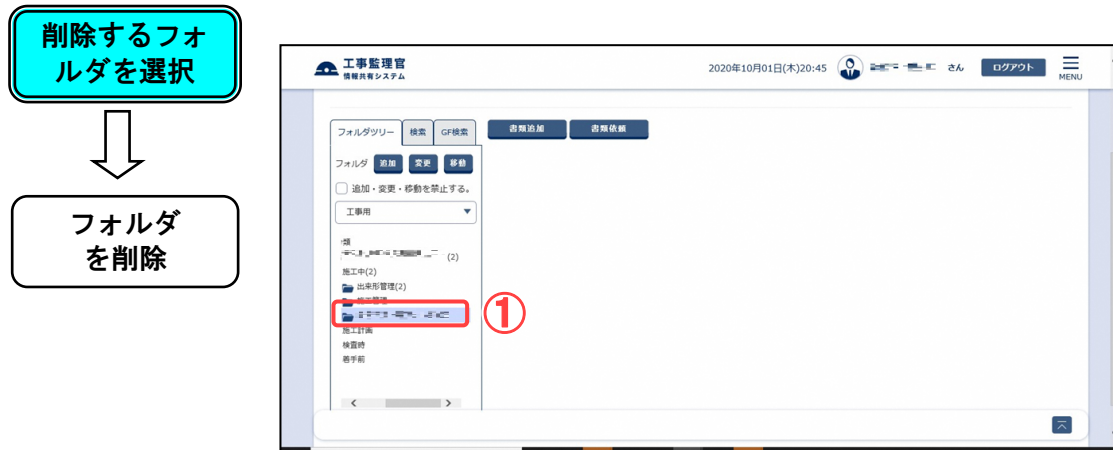 削除するフォ
ルダを選択
フォルダ
を削除
工事監理官
情報共有システム
2020年10月01日(木)20:45
さん
ログアウト
MENU
フォルダツリー
検索
GF検索
書類追加
書類依頼
フォルダ
追加
変更
移動
追加・変更・移動を禁止する。
工事用
類
(2)
施工中(2)
出来形管理(2)
施工管理
①
施工計画
検査時
着手前